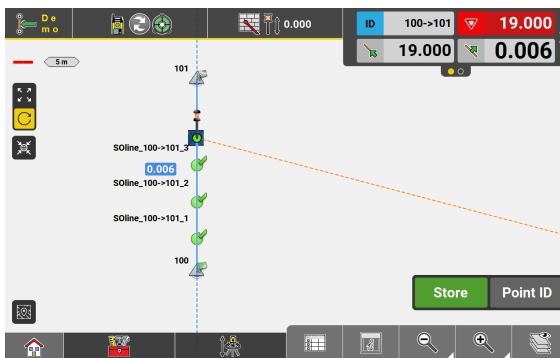 De
mo
0.000
ID 100->101 19.000
19.000 0.006
5 m
101
SOline_100->101_3
0.006
SOline_100->101_2
SOline_100->101_1
100
Store Point ID